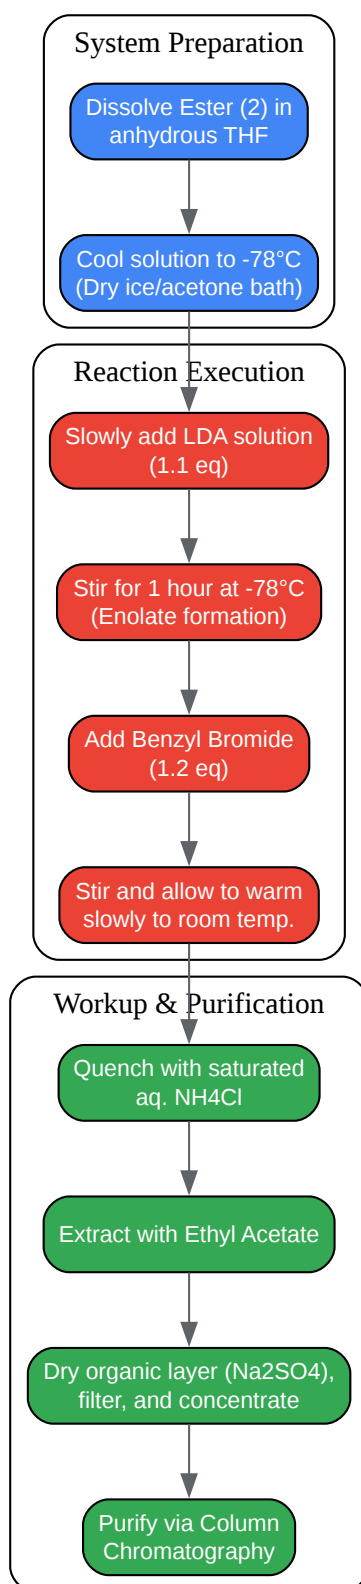 System Preparation
Dissolve Ester (2) in
anhydrous THF
Cool solution to -78°C
(Dry ice/acetone bath)
Reaction Execution
Slowly add LDA solution
(1.1 eq)
Stir for 1 hour at -78°C
(Enolate formation)
Add Benzyl Bromide
(1.2 eq)
Stir and allow to warm
slowly to room temp.
Workup & Purification
Quench with saturated
aq. NH4Cl
Extract with Ethyl Acetate
Dry organic layer (Na2SO4),
filter, and concentrate
Purify via Column
Chromatography